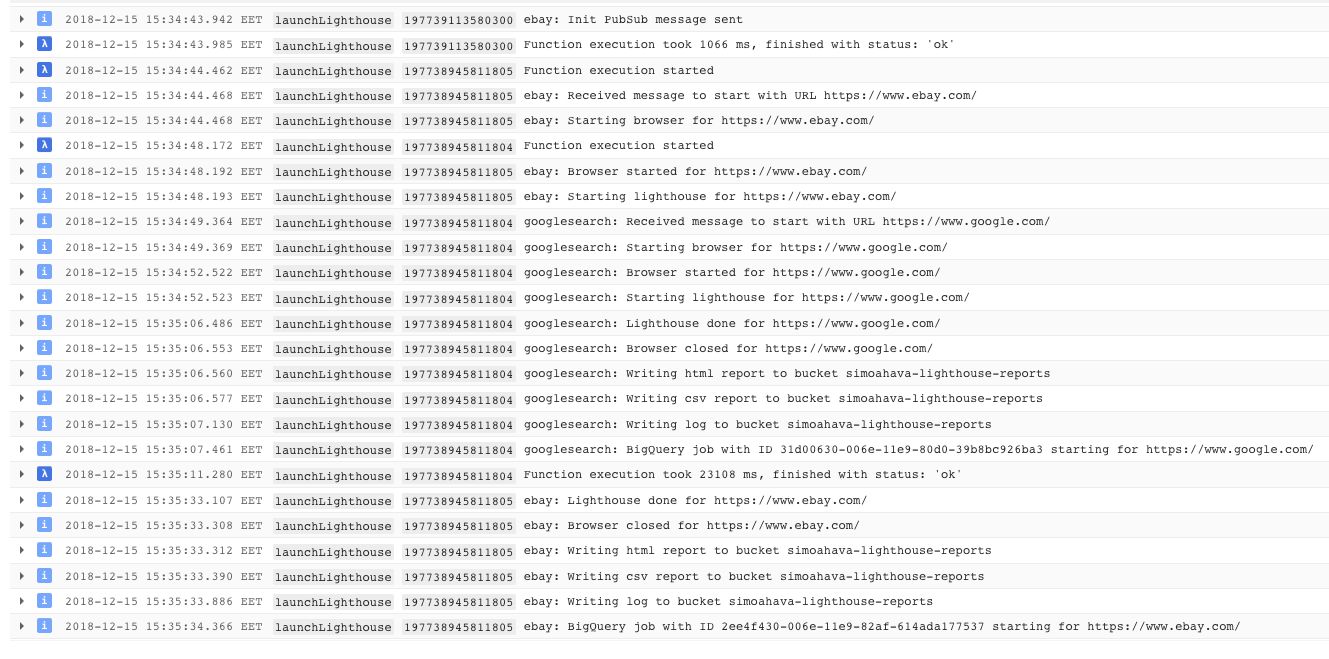 i 2018-12-15 15:34:43.942 EET launchLighthouse 197739113580300 ebay: Init PubSub message sent
λ 2018-12-15 15:34:43.985 EET launchLighthouse 197739113580300 Function execution took 1066 ms, finished with status: 'ok'
λ 2018-12-15 15:34:44.462 EET launchLighthouse 197738945811805 Function execution started
i 2018-12-15 15:34:44.468 EET launchLighthouse 197738945811805 ebay: Received message to start with URL https://www.ebay.com/
i 2018-12-15 15:34:44.468 EET launchLighthouse 197738945811805 ebay: Starting browser for https://www.ebay.com/
λ 2018-12-15 15:34:48.172 EET launchLighthouse 197738945811804 Function execution started
i 2018-12-15 15:34:48.192 EET launchLighthouse 197738945811805 ebay: Browser started for https://www.ebay.com/
i 2018-12-15 15:34:48.193 EET launchLighthouse 197738945811805 ebay: Starting lighthouse for https://www.ebay.com/
i 2018-12-15 15:34:49.364 EET launchLighthouse 197738945811804 googlesearch: Received message to start with URL https://www.google.com/
i 2018-12-15 15:34:49.369 EET launchLighthouse 197738945811804 googlesearch: Starting browser for https://www.google.com/
i 2018-12-15 15:34:52.522 EET launchLighthouse 197738945811804 googlesearch: Browser started for https://www.google.com/
i 2018-12-15 15:34:52.523 EET launchLighthouse 197738945811804 googlesearch: Starting lighthouse for https://www.google.com/
i 2018-12-15 15:35:06.486 EET launchLighthouse 197738945811804 googlesearch: Lighthouse done for https://www.google.com/
i 2018-12-15 15:35:06.553 EET launchLighthouse 197738945811804 googlesearch: Browser closed for https://www.google.com/
i 2018-12-15 15:35:06.560 EET launchLighthouse 197738945811804 googlesearch: Writing html report to bucket simoahava-lighthouse-reports
i 2018-12-15 15:35:06.577 EET launchLighthouse 197738945811804 googlesearch: Writing csv report to bucket simoahava-lighthouse-reports
i 2018-12-15 15:35:07.130 EET launchLighthouse 197738945811804 googlesearch: Writing log to bucket simoahava-lighthouse-reports
i 2018-12-15 15:35:07.461 EET launchLighthouse 197738945811804 googlesearch: BigQuery job with ID 31d00630-006e-11e9-80d0-39b8bc926ba3 starting for https://www.google.com/
λ 2018-12-15 15:35:11.280 EET launchLighthouse 197738945811804 Function execution took 23108 ms, finished with status: 'ok'
i 2018-12-15 15:35:33.107 EET launchLighthouse 197738945811805 ebay: Lighthouse done for https://www.ebay.com/
i 2018-12-15 15:35:33.308 EET launchLighthouse 197738945811805 ebay: Browser closed for https://www.ebay.com/
i 2018-12-15 15:35:33.312 EET launchLighthouse 197738945811805 ebay: Writing html report to bucket simoahava-lighthouse-reports
i 2018-12-15 15:35:33.390 EET launchLighthouse 197738945811805 ebay: Writing csv report to bucket simoahava-lighthouse-reports
i 2018-12-15 15:35:33.886 EET launchLighthouse 197738945811805 ebay: Writing log to bucket simoahava-lighthouse-reports
i 2018-12-15 15:35:34.366 EET launchLighthouse 197738945811805 ebay: BigQuery job with ID 2ee4f430-006e-11e9-82af-614ada177537 starting for https://www.ebay.com/